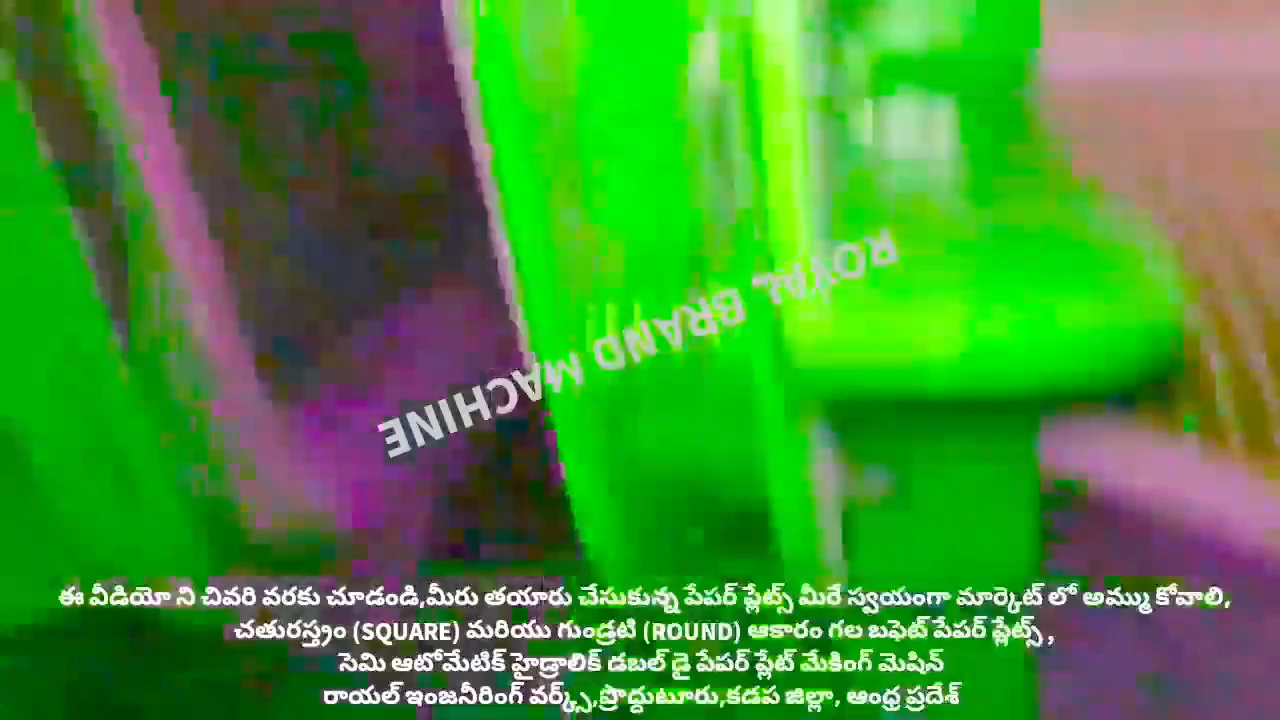 ROYAL BRAND MACHINE
ఈ వీడియో ని చివరి వరకు చూడండి,మీరు తయారు చేసుకున్న పేపర్ ప్లేట్స్ మీరే స్వయంగా మార్కెట్ లో అమ్ము కోవాలి,
చతురస్త్రం (SQUARE) మరియు గుండ్రటి (ROUND) ఆకారం గల బఫెట్ పేపర్ ప్లేట్స్ ,
సెమి ఆటోమేటిక్ హైడ్రాలిక్ డబల్ డై పేపర్ ప్లేట్ మేకింగ్ మెషిన్
రాయల్ ఇంజనీరింగ్ వర్క్స్,ప్రొద్దుటూరు,కడప జిల్లా, ఆంధ్ర ప్రదేశ్